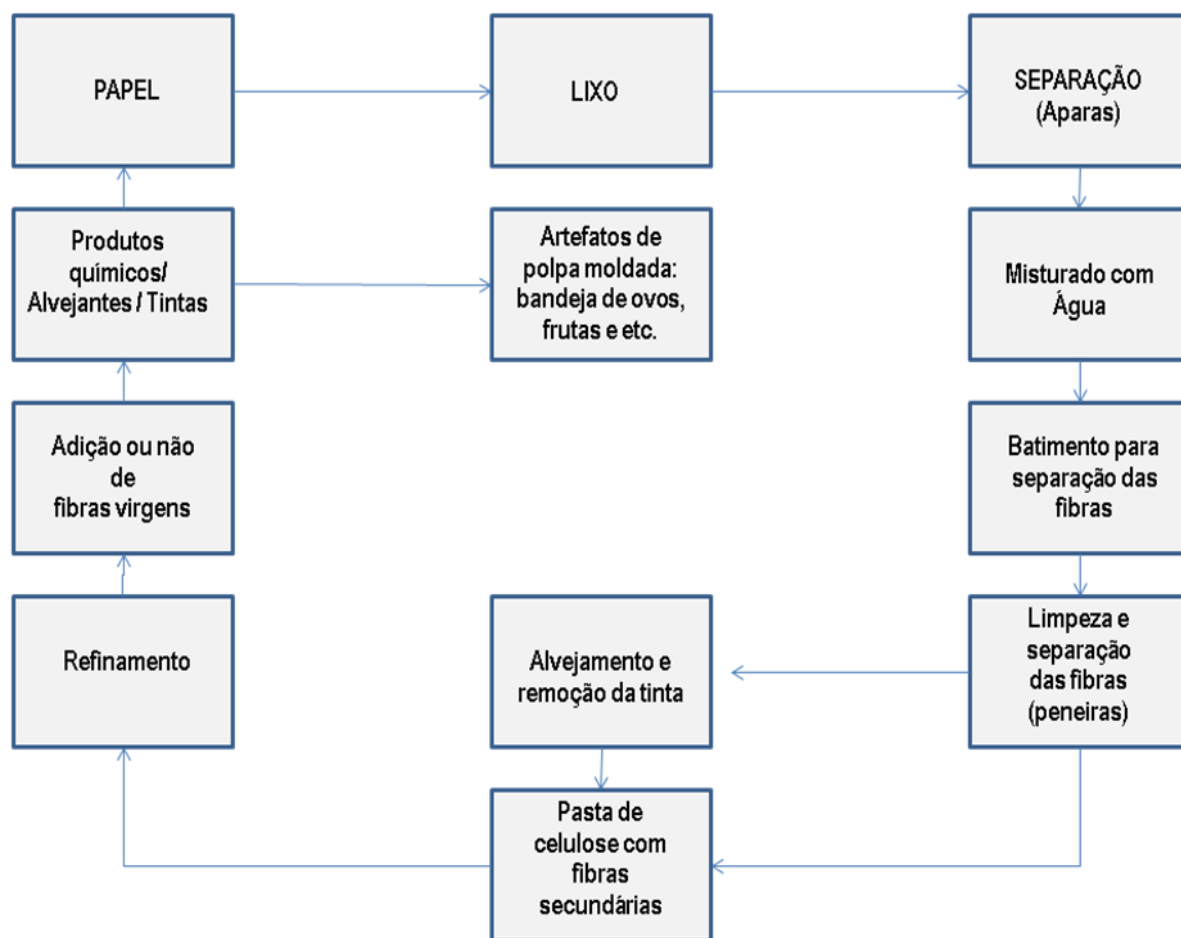 PAPEL
LIXO
SEPARAÇÃO
(Aparas)
Produtos
químicos/
Alvejantes / Tintas
Artefatos de
polpa moldada:
bandeja de ovos,
frutas e etc.
Misturado com
Água
Adição ou não
de
fibras virgens
Batimento para
separação das
fibras
Refinamento
Alvejamento e
remoção da tinta
Limpeza e
separação
das fibras
(peneiras)
Pasta de
celulose com
fibras
secundárias